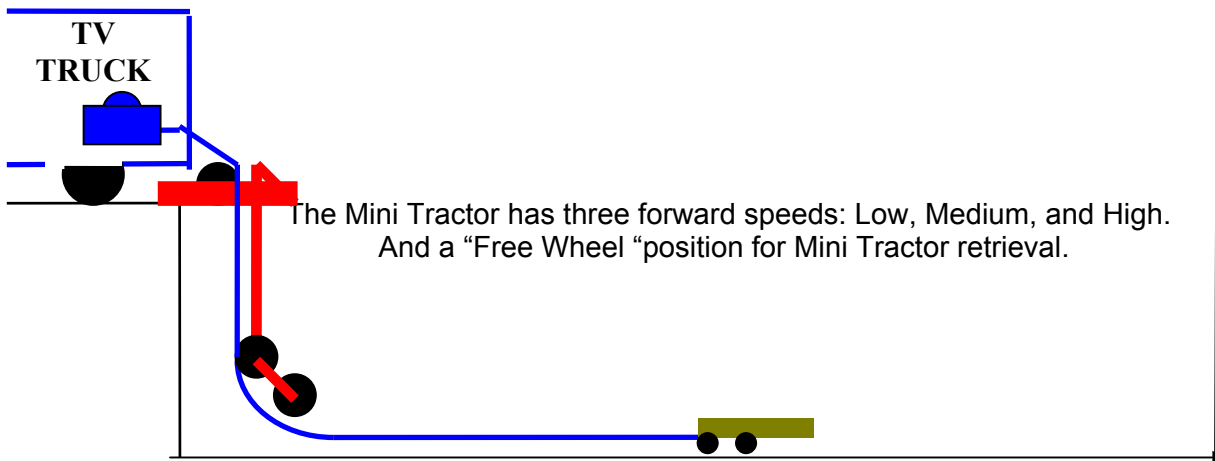 TV
TRUCK
The Mini Tractor has three forward speeds: Low, Medium, and High.
And a “Free Wheel “position for Mini Tractor retrieval.